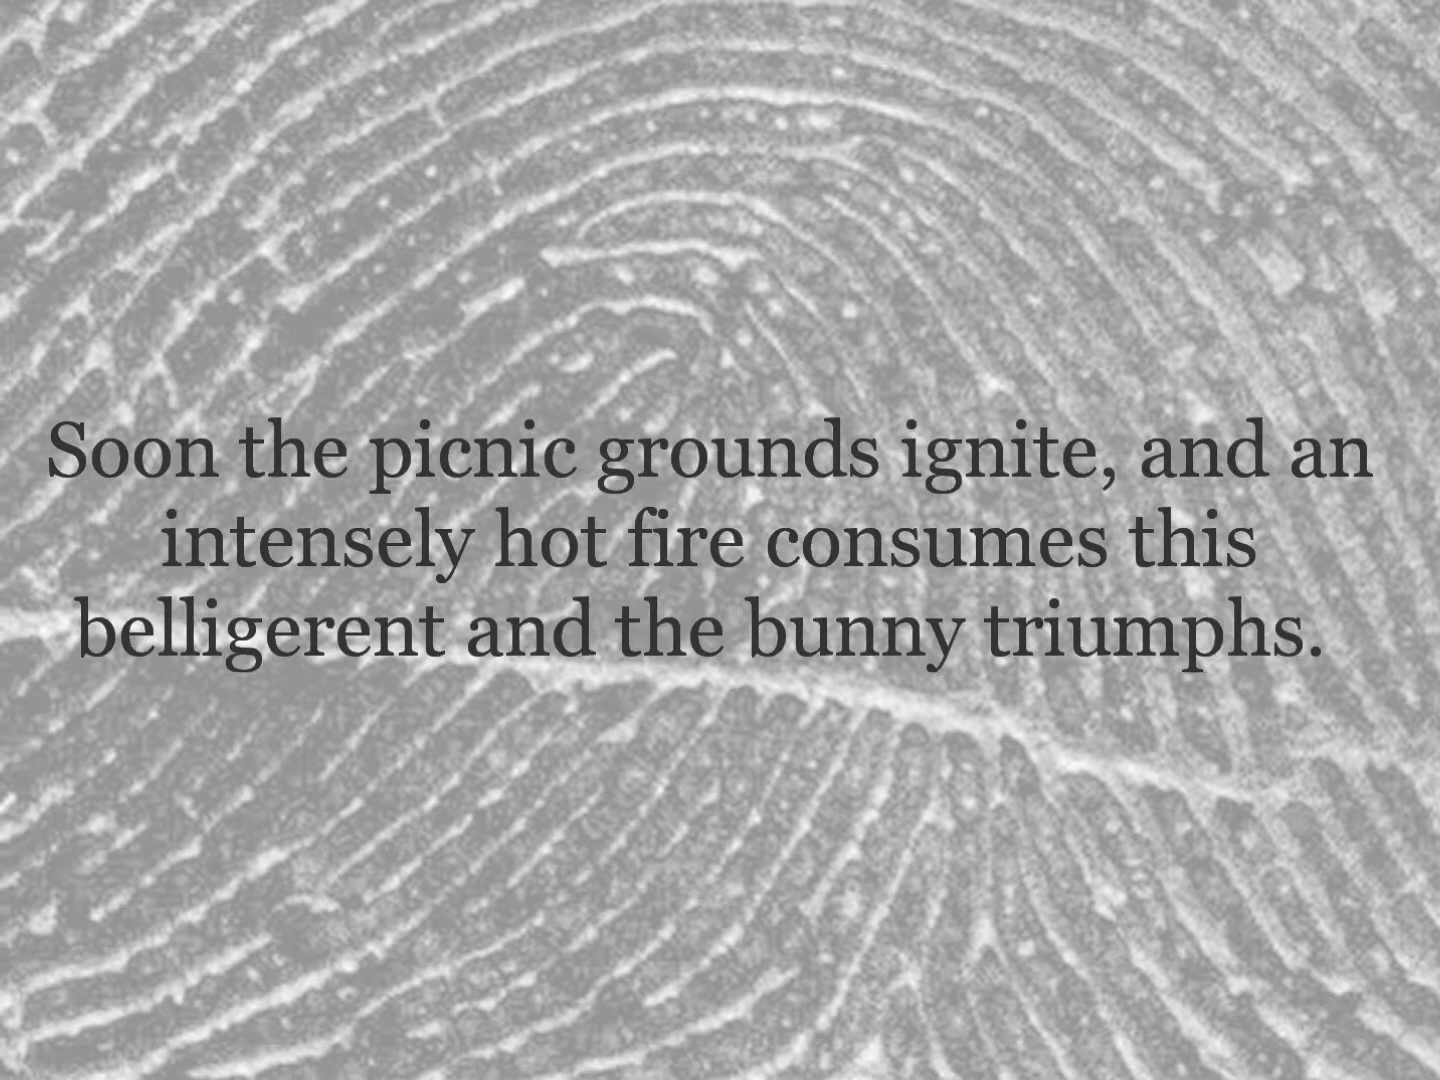 Soon the picnic grounds ignite, and an
intensely hot fire consumes this
belligerent and the bunny triumphs.